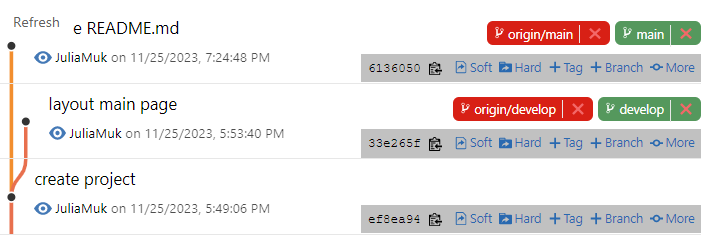 Refresh
e README.md
origin/main
main
JuliaMuk on 11/25/2023, 7:24:48 PM
6136050 Soft Hard Tag Branch More
layout main page
origin/develop
develop
JuliaMuk on 11/25/2023, 5:53:40 PM
33e265f Soft Hard Tag Branch More
create project
JuliaMuk on 11/25/2023, 5:49:06 PM
ef8ea94 Soft Hard Tag Branch More